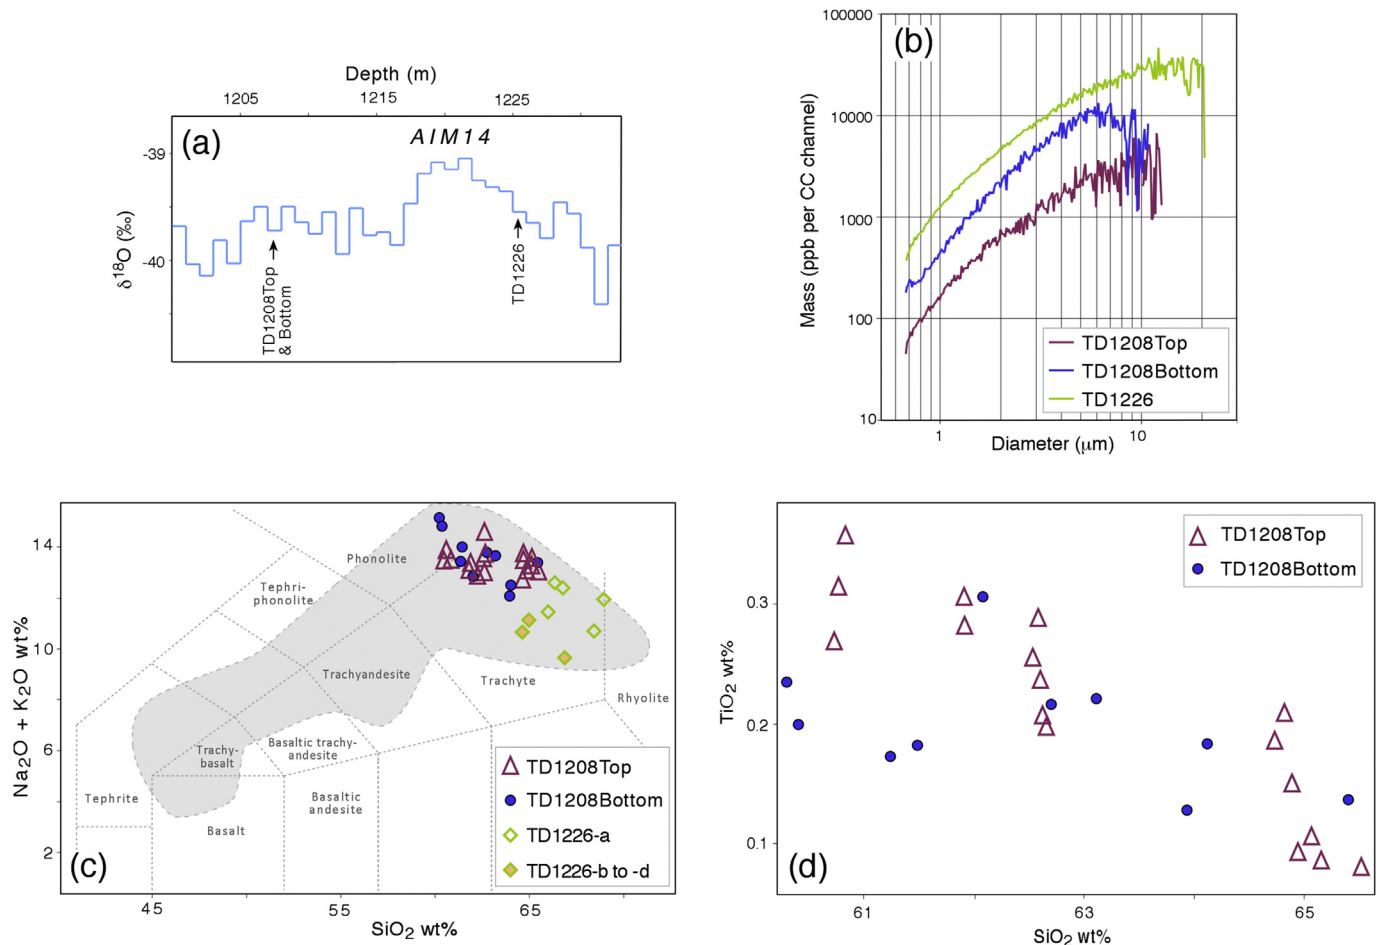 Depth (m)
1205
1215
1225
(a)
AIM14
-39
-40
δ18O (‰)
TD1208Top
& Bottom
TD1226
(b)
100000
10000
1000
100
10
Mass (ppb per CC channel)
TD1208Top
TD1208Bottom
TD1226
1
10
Diameter (μm)
14
10
6
2
Na2O + K2O wt%
Phonolite
Tephri-
phonolite
Trachyandesite
Trachyte
Rhyolite
Trachy-
basalt
Basaltic trachy-
andesite
Tephrite
Basaltic
andesite
Basalt
TD1208Top
TD1208Bottom
TD1226-a
TD1226-b to -d
(c)
45
55
65
SiO2 wt%
TD1208Top
TD1208Bottom
0.3
0.2
0.1
TiO2 wt%
(d)
61
63
65
SiO2 wt%